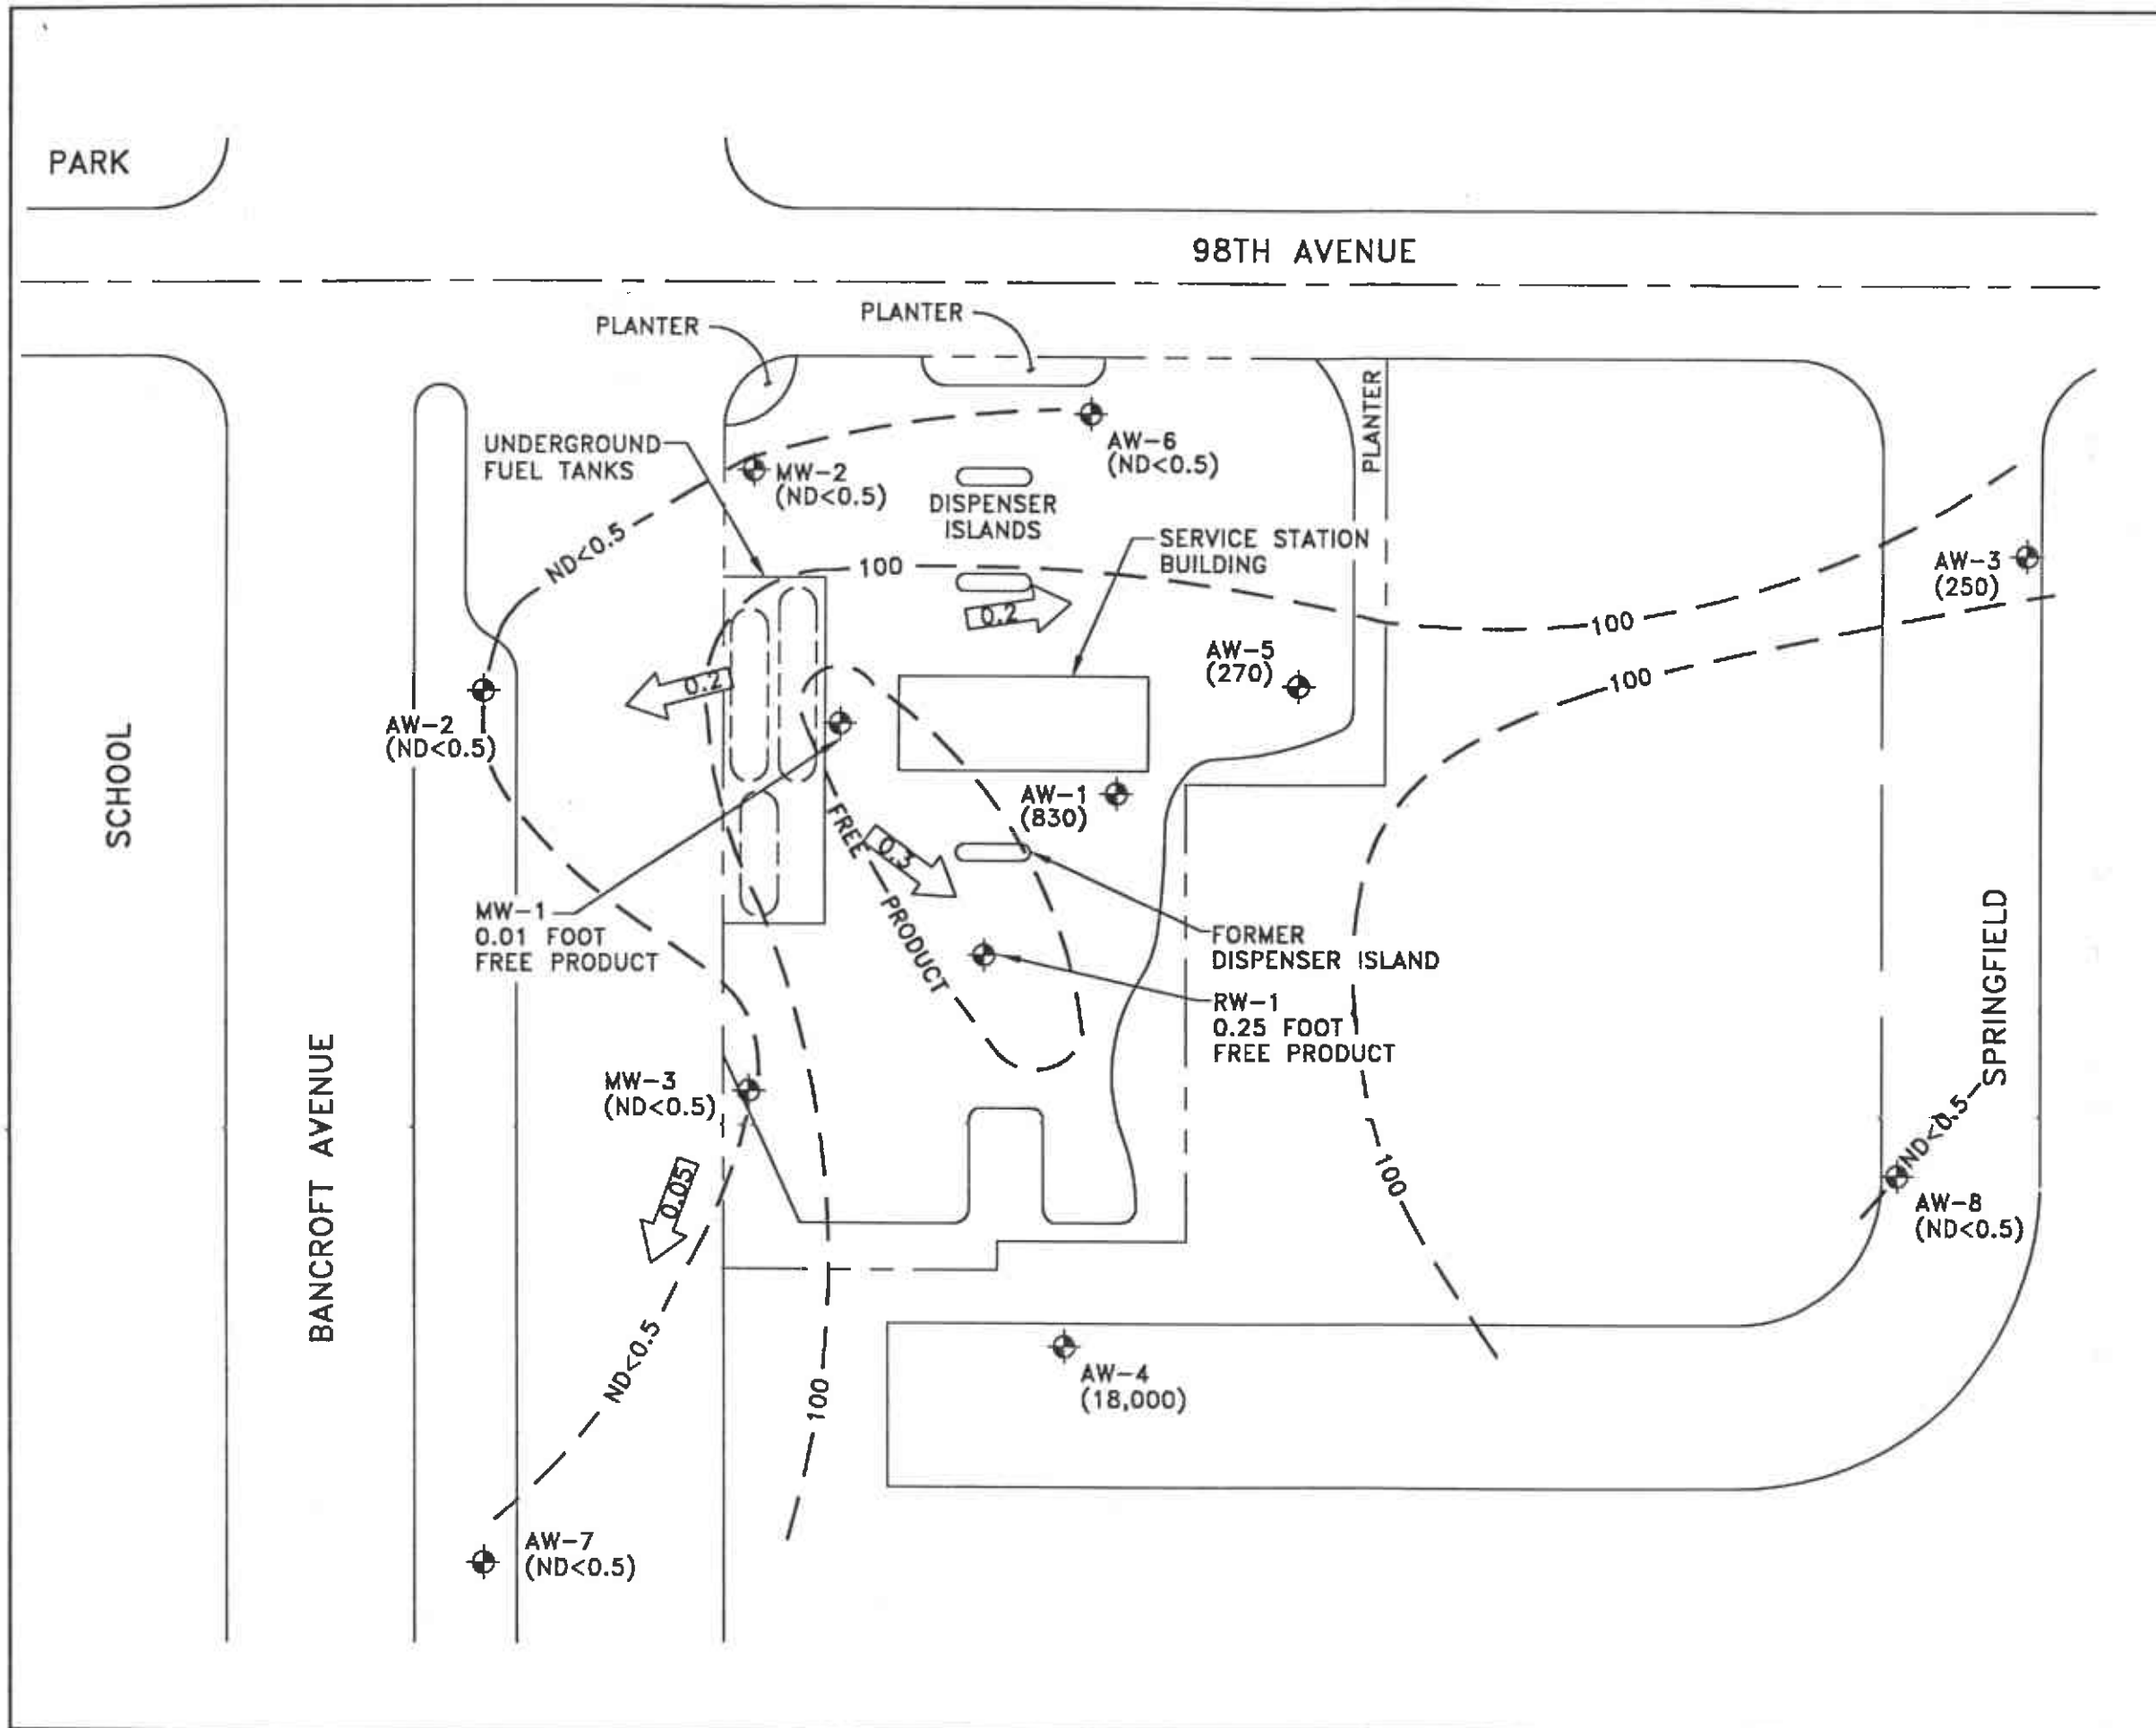 PARK
98TH AVENUE
PLANTER
PLANTER
PLANTER
UNDERGROUND
FUEL TANKS
MW-2
(ND<0.5)
AW-6
(ND<0.5)
DISPENSER
ISLANDS
SERVICE STATION
BUILDING
ND<0.5
100
0.2
AW-3
(250)
100
100
AW-5
(270)
0.2
AW-2
(ND<0.5)
SCHOOL
AW-1
(830)
FREE PRODUCT
0.3
MW-1
0.01 FOOT
FREE PRODUCT
FORMER
DISPENSER ISLAND
RW-1
0.25 FOOT
FREE PRODUCT
SPRINGFIELD
BANCROFT AVENUE
MW-3
(ND<0.5)
0.05
100
ND<0.5
AW-8
(ND<0.5)
ND<0.5
100
AW-4
(18,000)
AW-7
(ND<0.5)